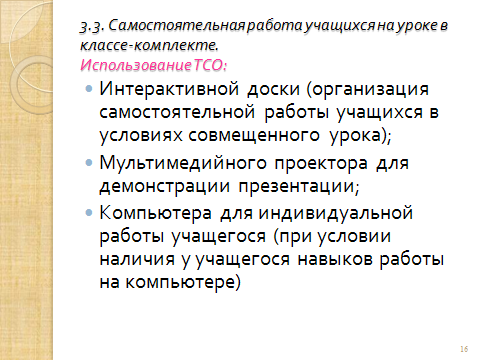 3.3. Самостоятельная работа учащихся на уроке в
классе-комплекте.
Использование ТСО:
• Интерактивной доски (организация
самостоятельной работы учащихся в
условиях совмещенного урока);
• Мультимедийного проектора для
демонстрации презентации;
• Компьютера для индивидуальной
работы учащегося (при условии
наличия у учащегося навыков работы
на компьютере)
16